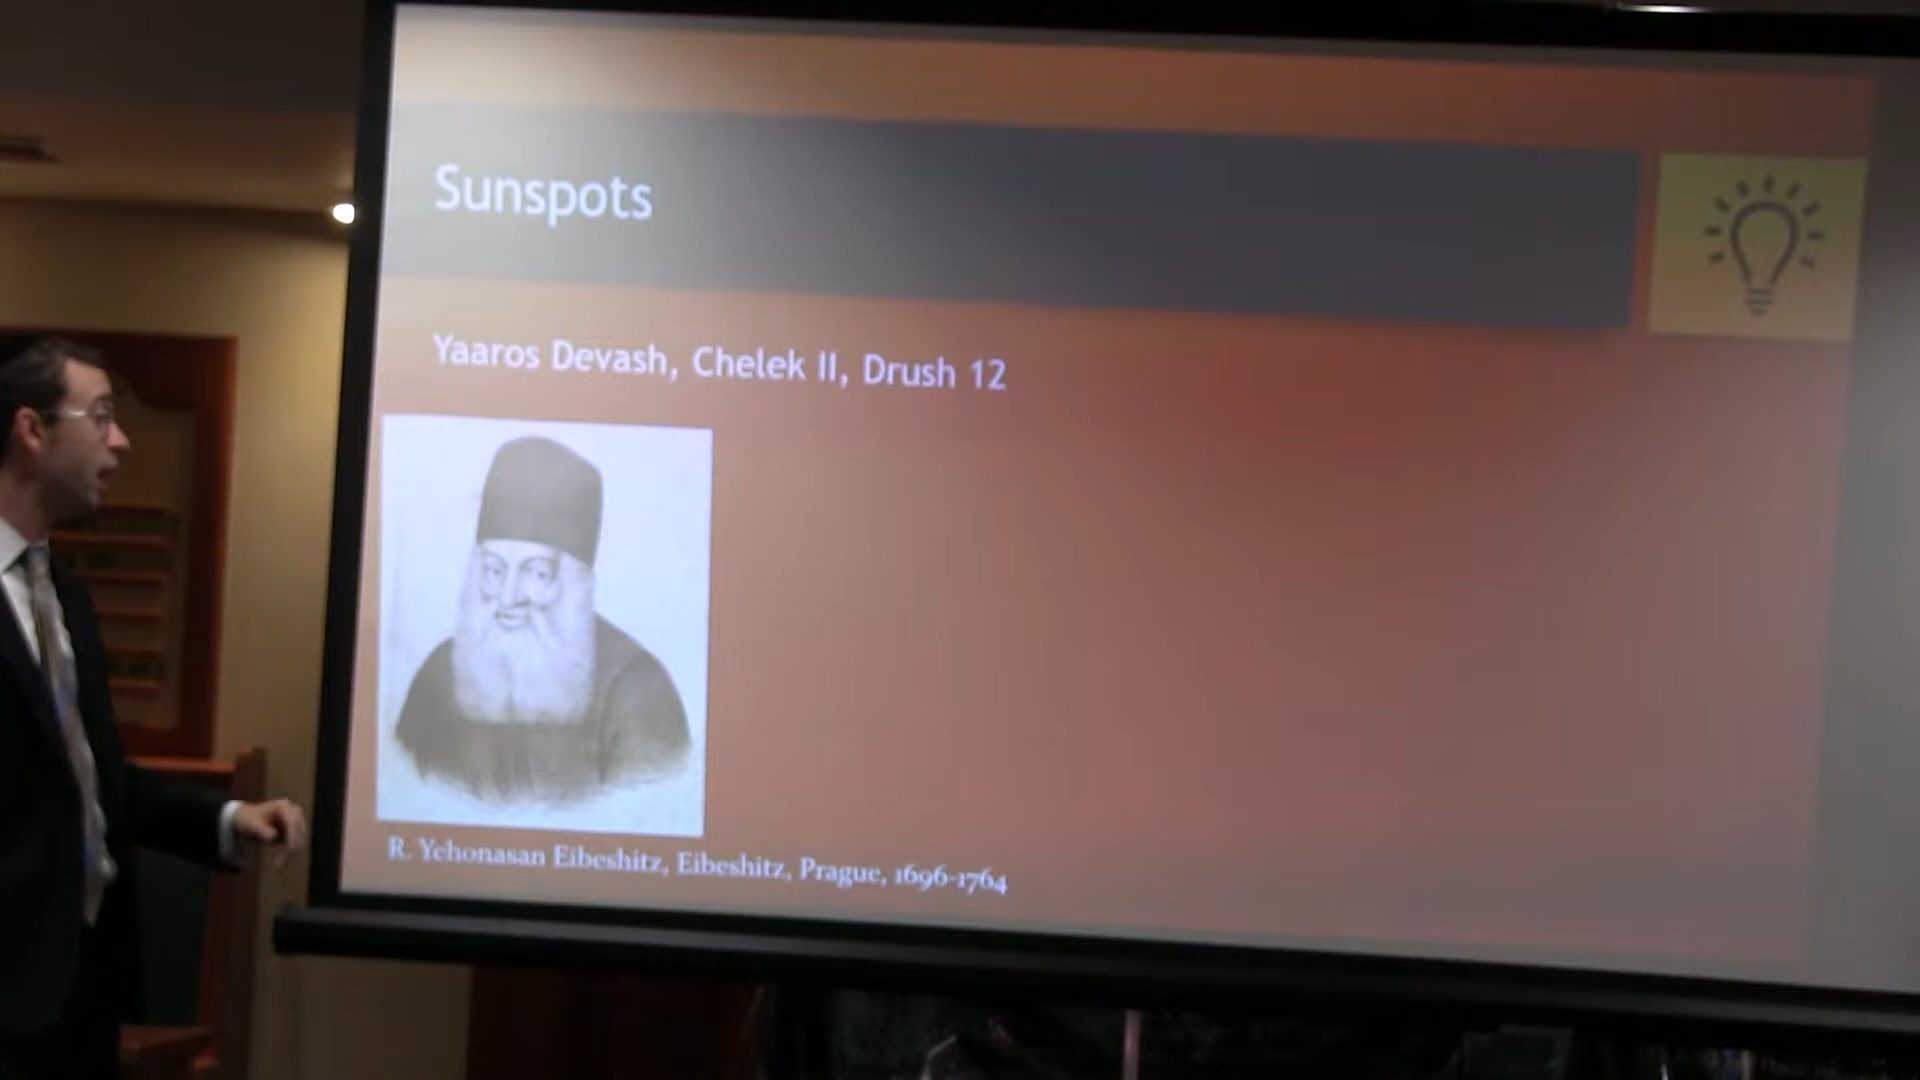 Sunspots
Yaaros Devash, Chelek II, Drush 12
R. Yehonasan Eibeshitz, Eibeshitz, Prague, 1696-1764